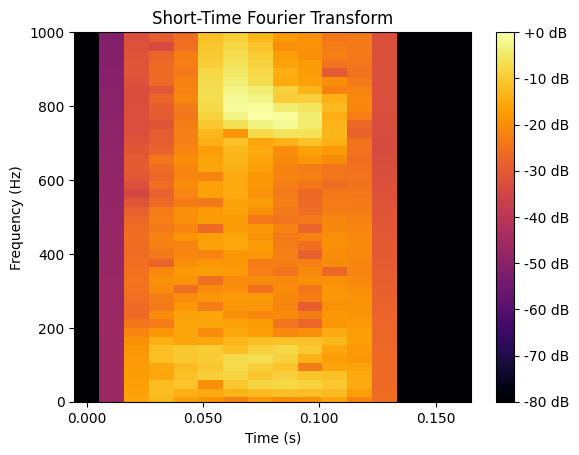 Short-Time Fourier Transform
Frequency (Hz)
1000
800
600
400
200
0
0.000
0.050
0.100
0.150
Time (s)
+0 dB
-10 dB
-20 dB
-30 dB
-40 dB
-50 dB
-60 dB
-70 dB
-80 dB